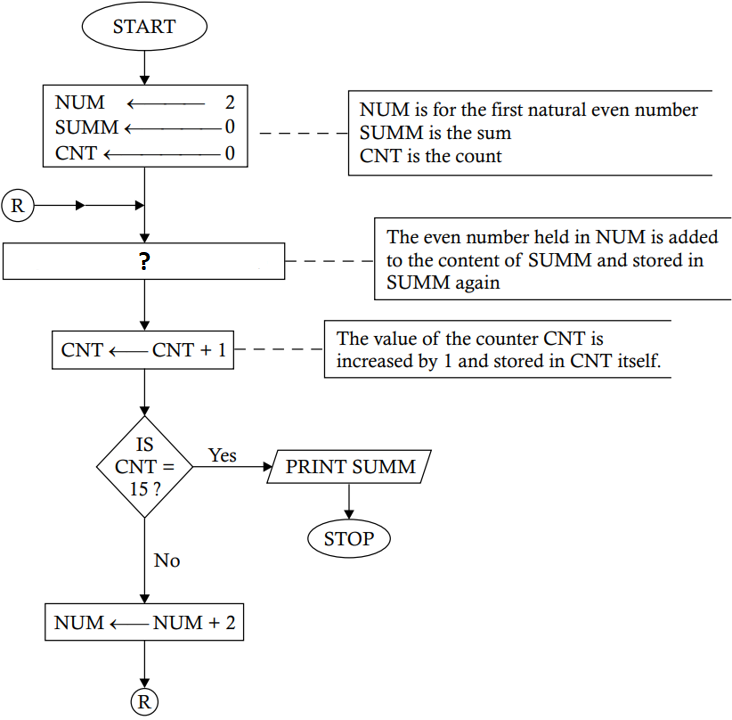 START
NUM ← 2
SUMM ← 0
CNT ← 0
NUM is for the first natural even number
SUMM is the sum
CNT is the count
R
?
The even number held in NUM is added
to the content of SUMM and stored in
SUMM again
CNT ← CNT + 1
The value of the counter CNT is
increased by 1 and stored in CNT itself.
IS
CNT =
15 ?
Yes
PRINT SUMM
STOP
No
NUM ← NUM + 2
R